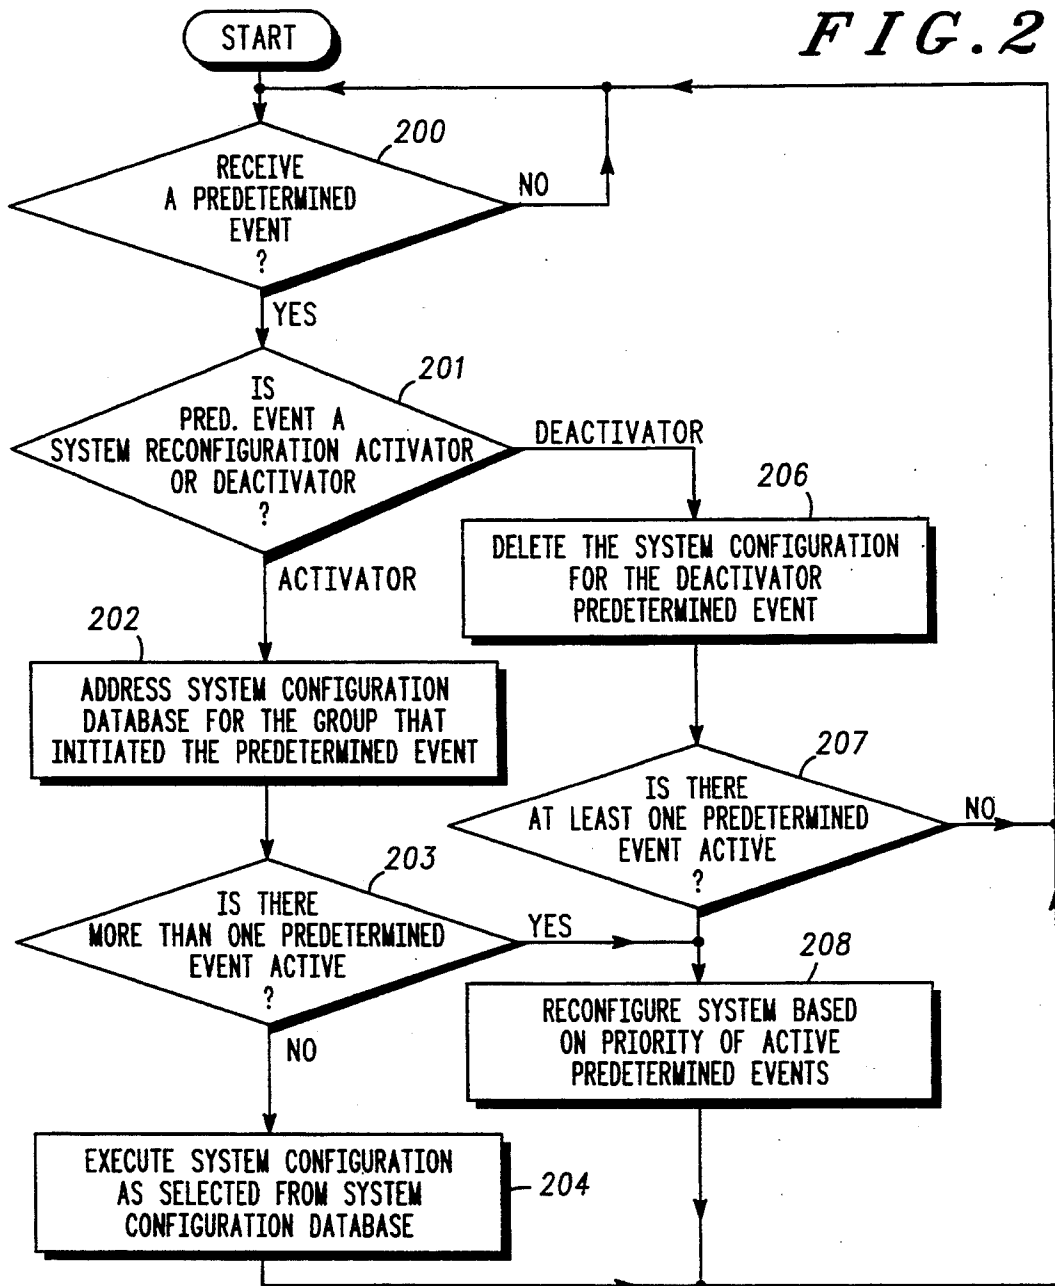 START
FIG.2
200
RECEIVE
A PREDETERMINED
EVENT
?
NO
YES
201
IS
PRED. EVENT A
SYSTEM RECONFIGURATION ACTIVATOR
OR DEACTIVATOR
?
DEACTIVATOR
ACTIVATOR
206
DELETE THE SYSTEM CONFIGURATION
FOR THE DEACTIVATOR
PREDETERMINED EVENT
202
ADDRESS SYSTEM CONFIGURATION
DATABASE FOR THE GROUP THAT
INITIATED THE PREDETERMINED EVENT
207
IS THERE
AT LEAST ONE PREDETERMINED
EVENT ACTIVE
?
NO
203
IS THERE
MORE THAN ONE PREDETERMINED
EVENT ACTIVE
?
YES
NO
208
RECONFIGURE SYSTEM BASED
ON PRIORITY OF ACTIVE
PREDETERMINED EVENTS
EXECUTE SYSTEM CONFIGURATION
AS SELECTED FROM SYSTEM
CONFIGURATION DATABASE
204